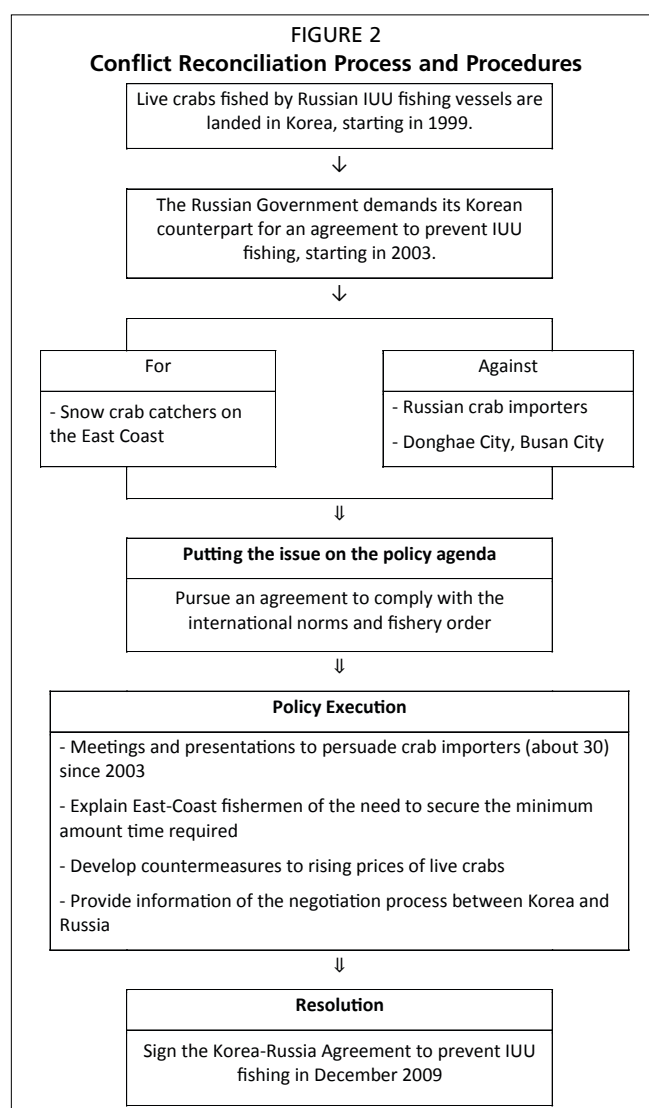 FIGURE 2
Conflict Reconciliation Process and Procedures
Live crabs fished by Russian IUU fishing vessels are
landed in Korea, starting in 1999.
↓
The Russian Government demands its Korean
counterpart for an agreement to prevent IUU
fishing, starting in 2003.
↓
For
- Snow crab catchers on
the East Coast
Against
- Russian crab importers
- Donghae City, Busan City
⇓
Putting the issue on the policy agenda
Pursue an agreement to comply with the
international norms and fishery order
⇓
Policy Execution
- Meetings and presentations to persuade crab importers (about 30)
since 2003
- Explain East-Coast fishermen of the need to secure the minimum
amount time required
- Develop countermeasures to rising prices of live crabs
- Provide information of the negotiation process between Korea and
Russia
⇓
Resolution
Sign the Korea-Russia Agreement to prevent IUU
fishing in December 2009